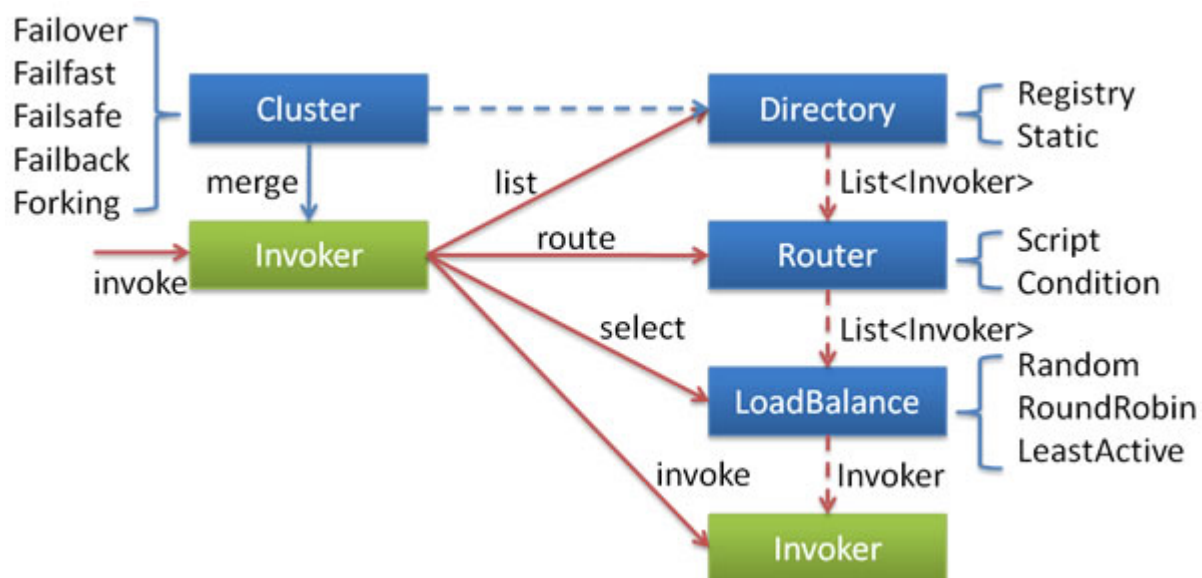 Failover
Failfast
Failsafe
Failback
Forking
Cluster
Directory
Registry
Static
merge
list
List<Invoker>
invoke
Invoker
route
Router
Script
Condition
select
List<Invoker>
LoadBalance
Random
RoundRobin
LeastActive
invoke
Invoker
Invoker